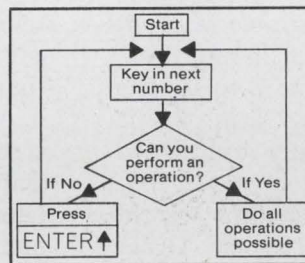 Start
Key in next
number
Can you
perform an
operation?
If No
If Yes
Press
ENTER↑
Do all
operations
possible